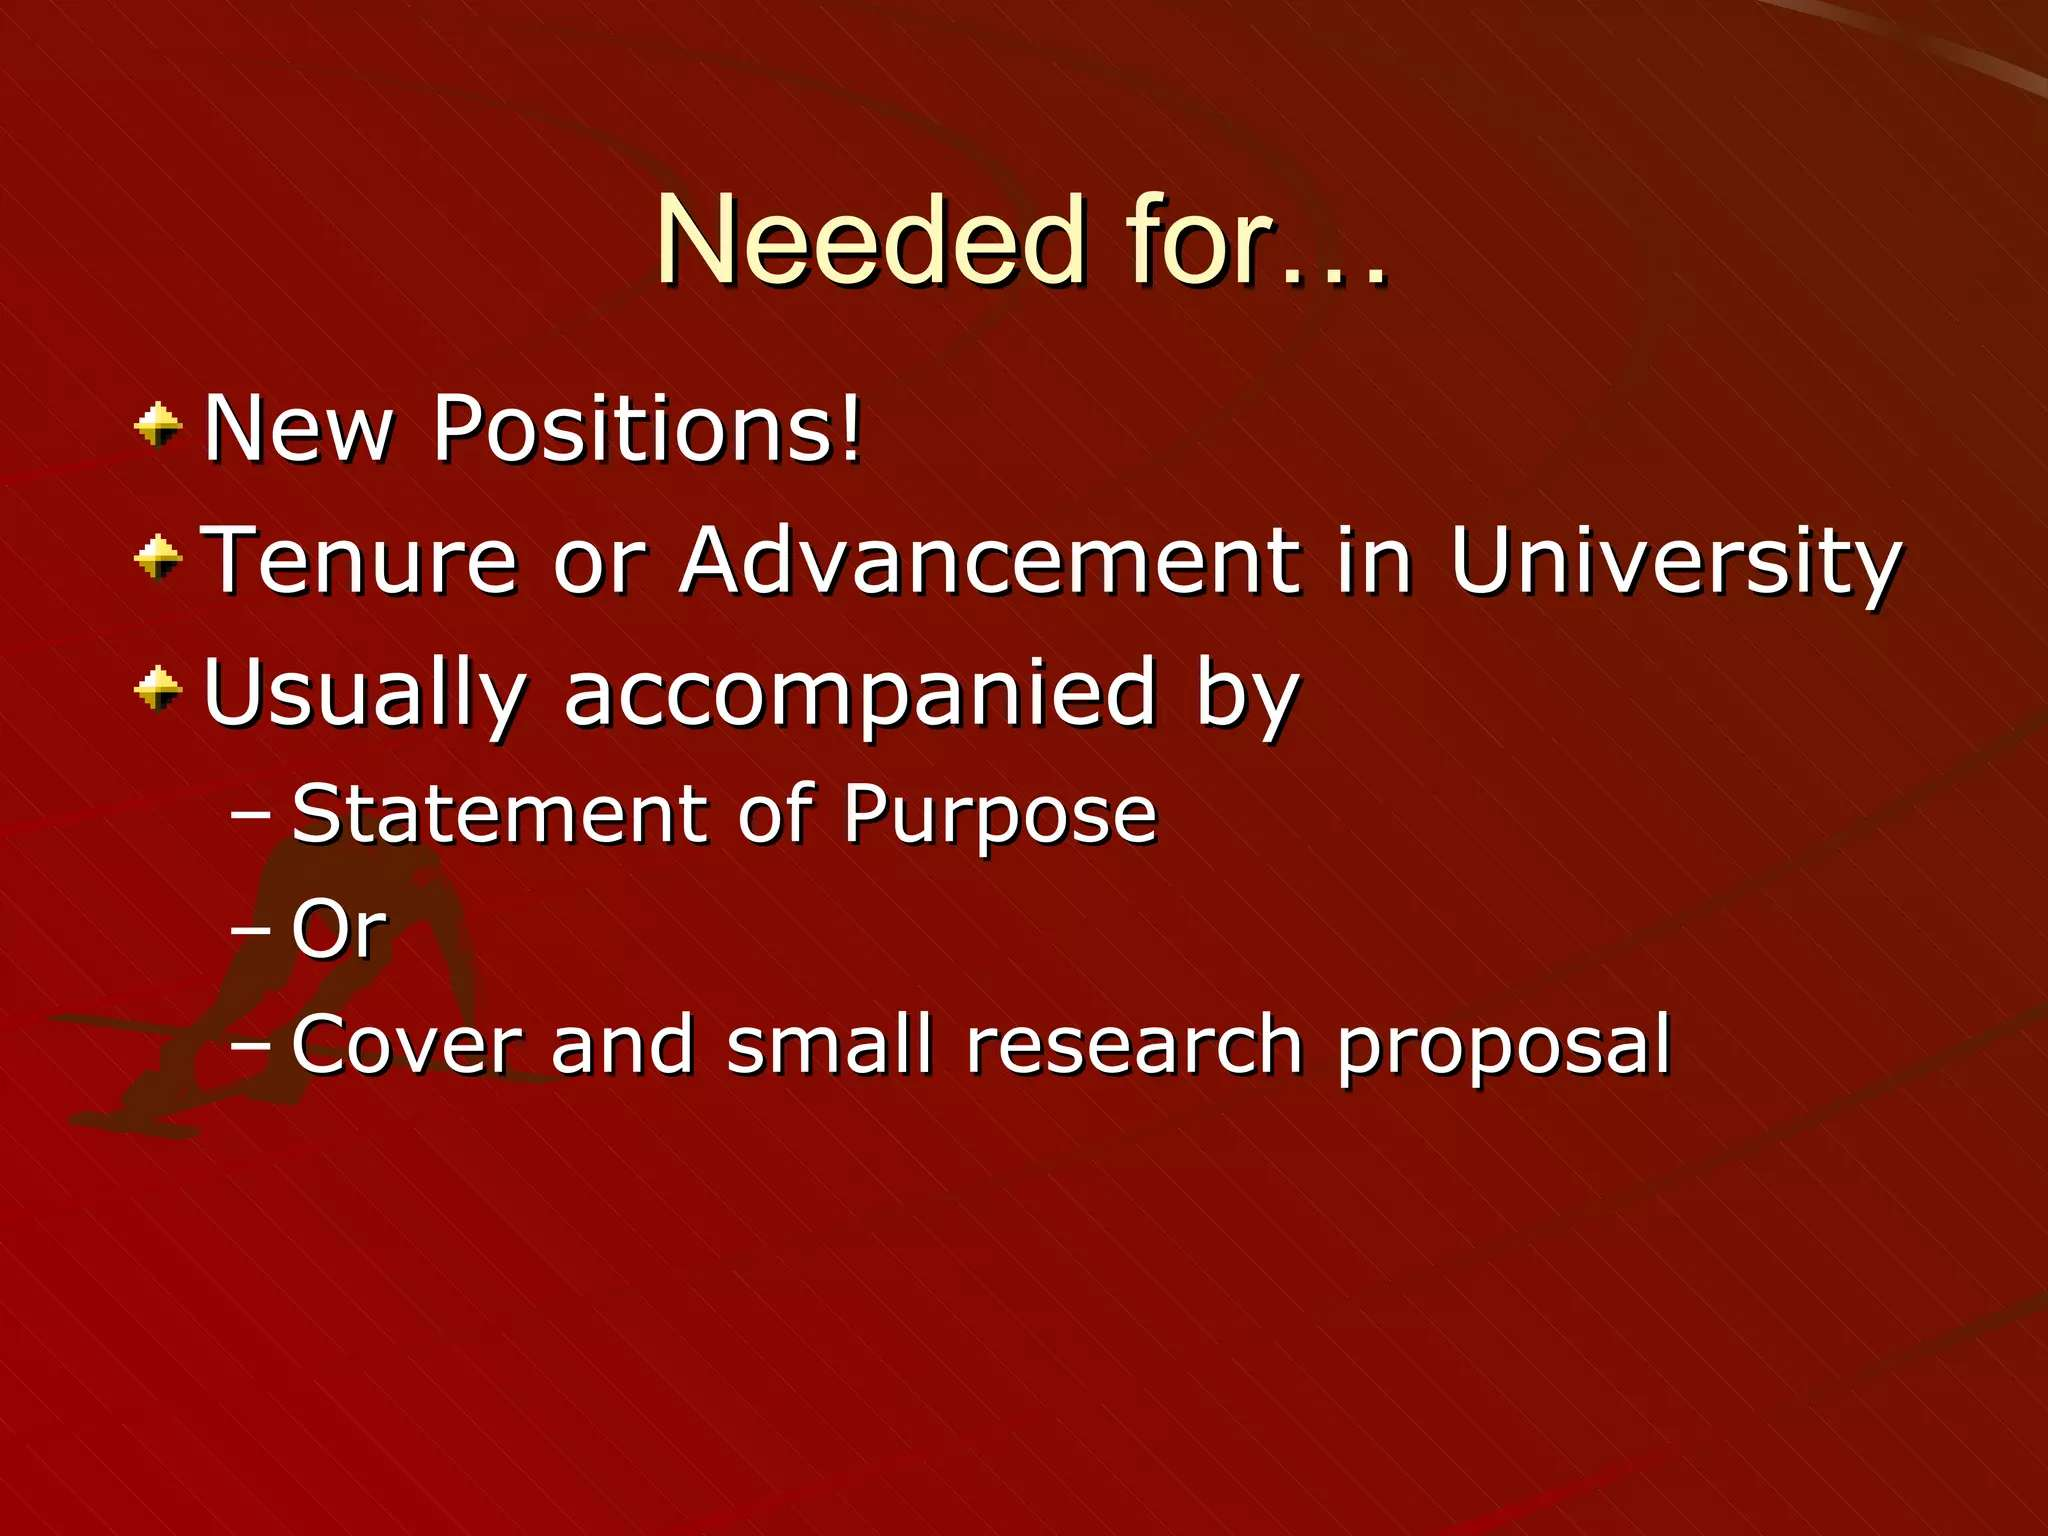 Needed for…
New Positions!
Tenure or Advancement in University
Usually accompanied by
– Statement of Purpose
– Or
– Cover and small research proposal